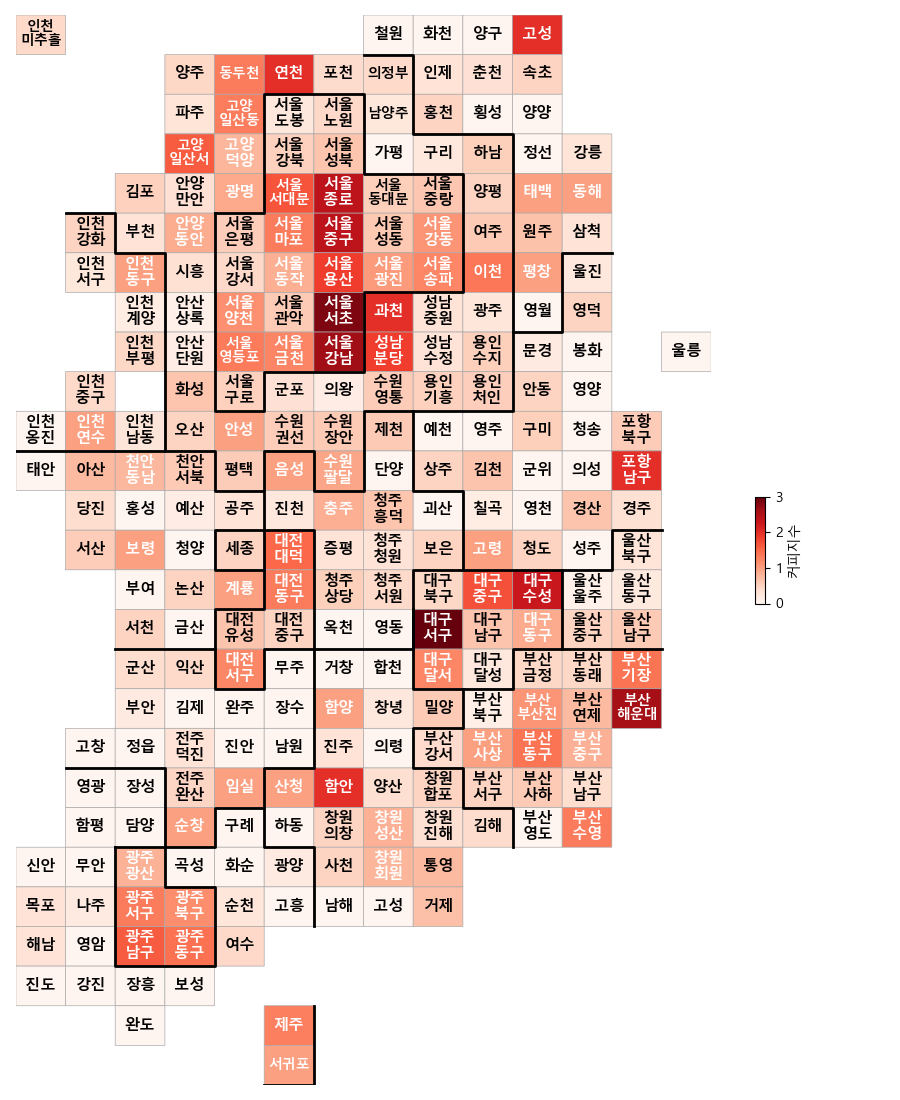 인천
미추홀
철원 화천 양구 고성
양주 동두천 연천 포천 의정부 인제 춘천 속초
파주 고양 서울 서울 남양주 홍천 횡성 양양
일산동 도봉 노원
고양 고양 서울 서울 가평 구리 하남 정선 강릉
일산서 덕양 강북 성북
김포 안양 광명 서울 서울 서울 서울 양평 태백 동해
만안 서대문 종로 동대문 중랑
인천 부천 안양 서울 서울 서울 서울 서울 여주 원주 삼척
강화 동안 은평 마포 중구 성동 강동
인천 인천 시흥 서울 서울 서울 서울 서울 이천 평창 울진
서구 동구 강서 동작 용산 광진 송파
인천 안산 서울 서울 서울 과천 성남 광주 영월 영덕
계양 상록 양천 관악 서초 중원
인천 안산 서울 서울 서울 성남 성남 용인 문경 봉화 울릉
부평 단원 영등포 금천 강남 분당 수정 수지
인천 화성 서울 군포 의왕 수원 용인 용인 안동 영양
중구 구로 영통 기흥 처인
인천 인천 인천 오산 안성 수원 수원 제천 예천 영주 구미 청송 포항
옹진 연수 남동 권선 장안 북구
태안 아산 천안 천안 평택 음성 수원 단양 상주 김천 군위 의성 포항
동남 서북 팔달 남구
당진 홍성 예산 공주 진천 충주 청주 괴산 칠곡 영천 경산 경주
흥덕
서산 보령 청양 세종 대전 증평 청주 보은 고령 청도 성주 울산
대덕 청원 북구
부여 논산 계룡 대전 청주 청주 대구 대구 대구 울산 울산
동구 상당 서원 북구 중구 수성 울주 동구
서천 금산 대전 대전 옥천 영동 대구 대구 대구 울산 울산
유성 중구 서구 남구 동구 중구 남구
군산 익산 대전 무주 거창 합천 대구 대구 부산 부산 부산
서구 달서 달성 금정 동래 기장
부안 김제 완주 장수 함양 창녕 밀양 부산 부산 부산 부산
북구 부산진 연제 해운대
고창 정읍 전주 진안 남원 진주 의령 부산 부산 부산 부산
덕진 강서 사상 동구 중구
영광 장성 전주 임실 산청 함안 양산 창원 부산 부산 부산
완산 합포 서구 사하 남구
함평 담양 순창 구례 하동 창원 창원 창원 김해 부산 부산
의창 성산 진해 영도 수영
신안 무안 광주 곡성 화순 광양 사천 창원 통영
광산 회원
목포 나주 광주 광주 순천 고흥 남해 고성 거제
서구 북구
해남 영암 광주 광주 여수
남구 동구
진도 강진 장흥 보성
완도 제주
서귀포
3
2
1
0
커피지수